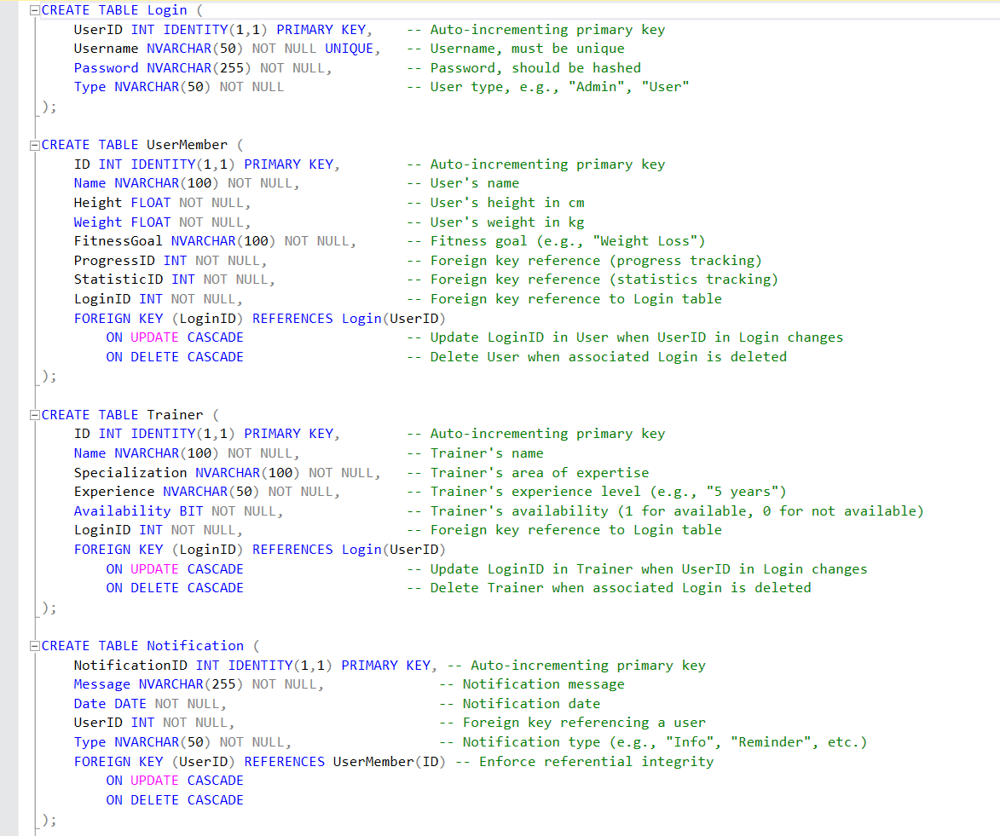 CREATE TABLE Login (
    UserID INT IDENTITY(1,1) PRIMARY KEY,    -- Auto-incrementing primary key
    Username NVARCHAR(50) NOT NULL UNIQUE,   -- Username, must be unique
    Password NVARCHAR(255) NOT NULL,         -- Password, should be hashed
    Type NVARCHAR(50) NOT NULL               -- User type, e.g., "Admin", "User"
);
CREATE TABLE UserMember (
    ID INT IDENTITY(1,1) PRIMARY KEY,        -- Auto-incrementing primary key
    Name NVARCHAR(100) NOT NULL,             -- User's name
    Height FLOAT NOT NULL,                   -- User's height in cm
    Weight FLOAT NOT NULL,                   -- User's weight in kg
    FitnessGoal NVARCHAR(100) NOT NULL,      -- Fitness goal (e.g., "Weight Loss")
    ProgressID INT NOT NULL,                 -- Foreign key reference (progress tracking)
    StatisticID INT NOT NULL,                -- Foreign key reference (statistics tracking)
    LoginID INT NOT NULL,                    -- Foreign key reference to Login table
    FOREIGN KEY (LoginID) REFERENCES Login(UserID)
        ON UPDATE CASCADE                    -- Update LoginID in User when UserID in Login changes
        ON DELETE CASCADE                    -- Delete User when associated Login is deleted
);
CREATE TABLE Trainer (
    ID INT IDENTITY(1,1) PRIMARY KEY,        -- Auto-incrementing primary key
    Name NVARCHAR(100) NOT NULL,             -- Trainer's name
    Specialization NVARCHAR(100) NOT NULL,   -- Trainer's area of expertise
    Experience NVARCHAR(50) NOT NULL,        -- Trainer's experience level (e.g., "5 years")
    Availability BIT NOT NULL,               -- Trainer's availability (1 for available, 0 for not available)
    LoginID INT NOT NULL,                    -- Foreign key reference to Login table
    FOREIGN KEY (LoginID) REFERENCES Login(UserID)
        ON UPDATE CASCADE                    -- Update LoginID in Trainer when UserID in Login changes
        ON DELETE CASCADE                    -- Delete Trainer when associated Login is deleted
);
CREATE TABLE Notification (
    NotificationID INT IDENTITY(1,1) PRIMARY KEY, -- Auto-incrementing primary key
    Message NVARCHAR(255) NOT NULL,              -- Notification message
    Date DATE NOT NULL,                          -- Notification date
    UserID INT NOT NULL,                         -- Foreign key referencing a user
    Type NVARCHAR(50) NOT NULL,                  -- Notification type (e.g., "Info", "Reminder", etc.)
    FOREIGN KEY (UserID) REFERENCES UserMember(ID) -- Enforce referential integrity
        ON UPDATE CASCADE
        ON DELETE CASCADE
);